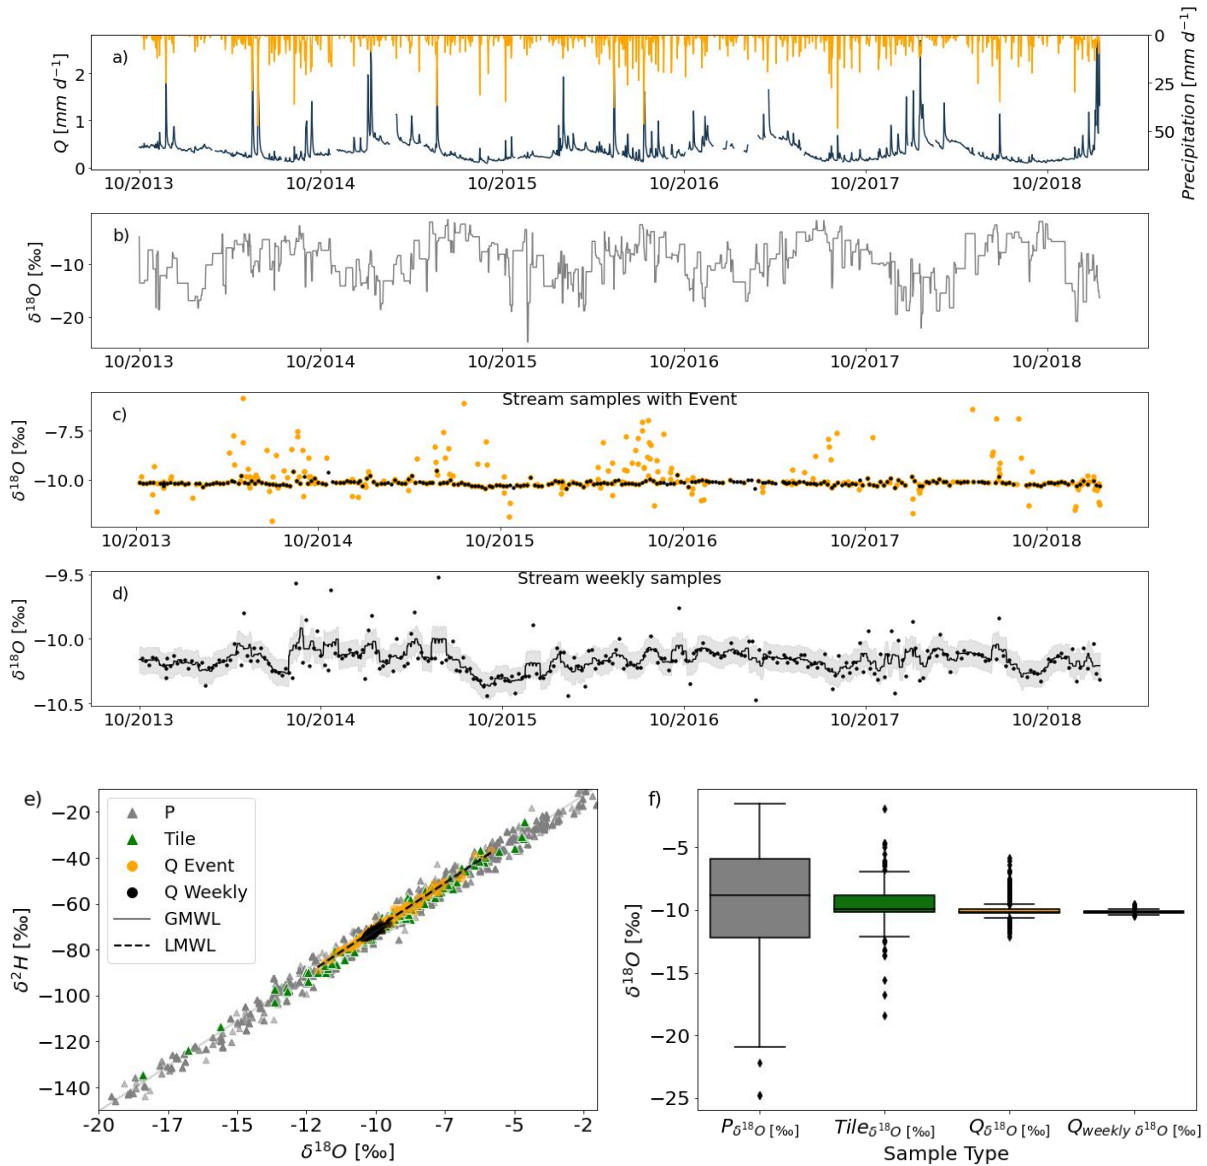 a)
Q [mm d⁻¹]
2
1
0
0
25
50
Precipitation [mm d⁻¹]
10/2013 10/2014 10/2015 10/2016 10/2017 10/2018
b)
δ¹⁸O [‰]
−10
−20
10/2013 10/2014 10/2015 10/2016 10/2017 10/2018
Stream samples with Event
c)
δ¹⁸O [‰]
−7.5
−10.0
10/2013 10/2014 10/2015 10/2016 10/2017 10/2018
Stream weekly samples
d)
δ¹⁸O [‰]
−9.5
−10.0
−10.5
10/2013 10/2014 10/2015 10/2016 10/2017 10/2018
e)
P
Tile
Q Event
Q Weekly
GMWL
LMWL
δ²H [‰]
−20
−40
−60
−80
−100
−120
−140
-20 -17 -15 -12 -10 -7 -5 -2
δ¹⁸O [‰]
f)
δ¹⁸O [‰]
−5
−10
−15
−20
−25
P δ¹⁸O [‰] Tile δ¹⁸O [‰] Q δ¹⁸O [‰] Q weekly δ¹⁸O [‰]
Sample Type